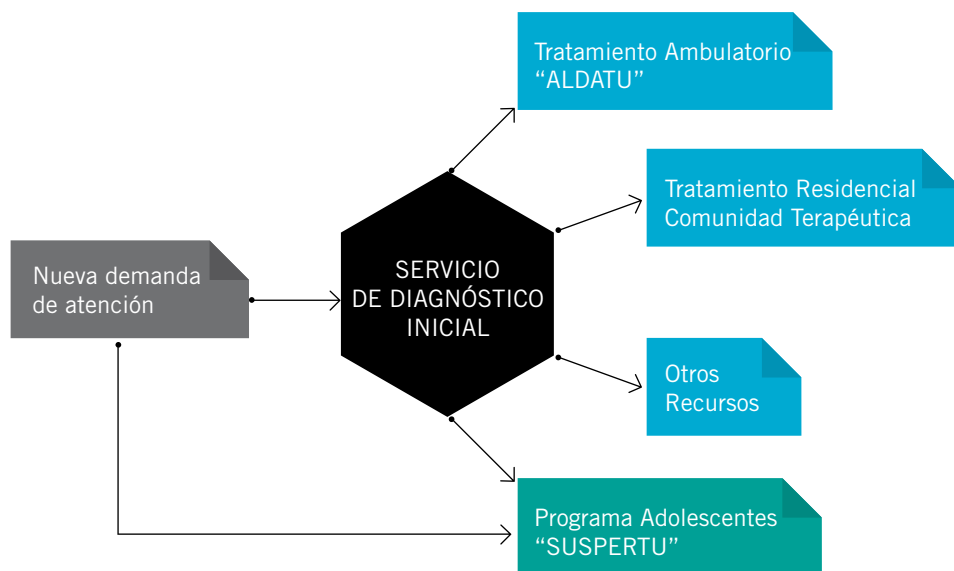 Tratamiento Ambulatorio
“ALDATU”
Tratamiento Residencial
Comunidad Terapéutica
Nueva demanda
de atención
SERVICIO
DE DIAGNÓSTICO
INICIAL
Otros
Recursos
Programa Adolescentes
“SUSPERTU”